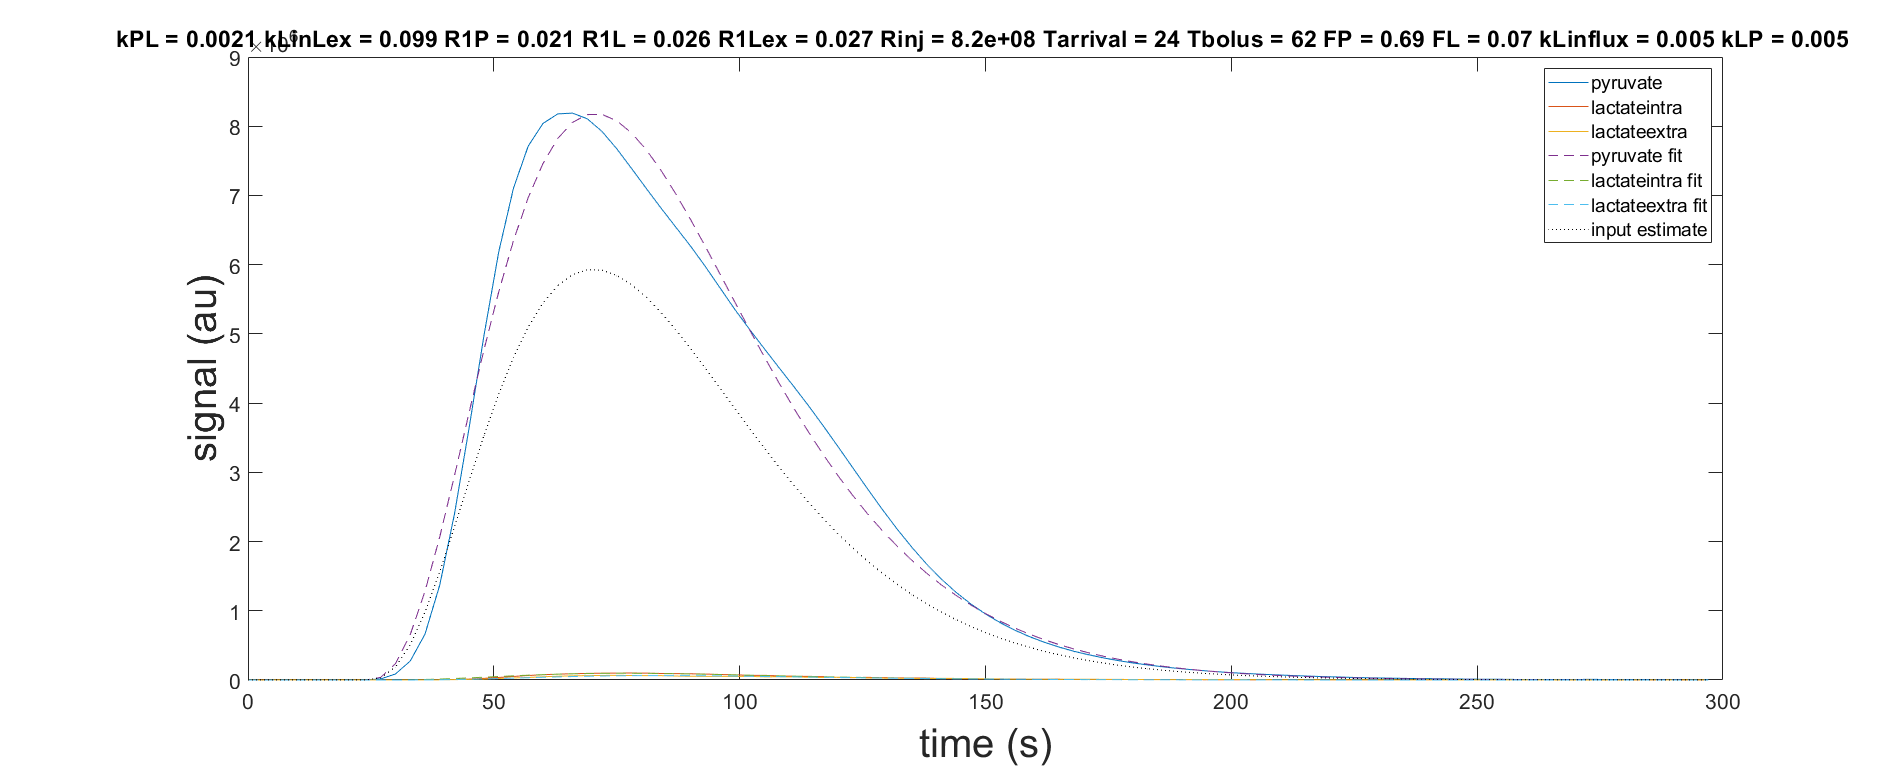 kPL = 0.0021 kLinLex = 0.099 R1P = 0.021 R1L = 0.026 R1Lex = 0.027 Rinj = 8.2e+08 Tarrival = 24 Tbolus = 62 FP = 0.69 FL = 0.07 kLinflux = 0.005 kLP = 0.005
×10^6
9
8
7
6
5
4
3
2
1
0
signal (au)
pyruvate
lactateintra
lactateextra
pyruvate fit
lactateintra fit
lactateextra fit
input estimate
0 50 100 150 200 250 300
time (s)